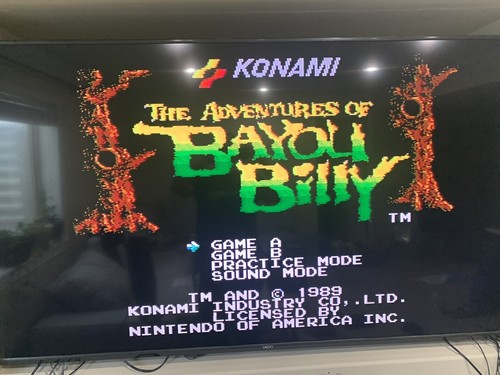 KONAMI
THE ADVENTURES OF
BAYOU
BILLY
TM
GAME A
GAME B
PRACTICE MODE
SOUND MODE
TM AND © 1989
KONAMI INDUSTRY CO,.LTD.
LICENSED BY
NINTENDO OF AMERICA INC.